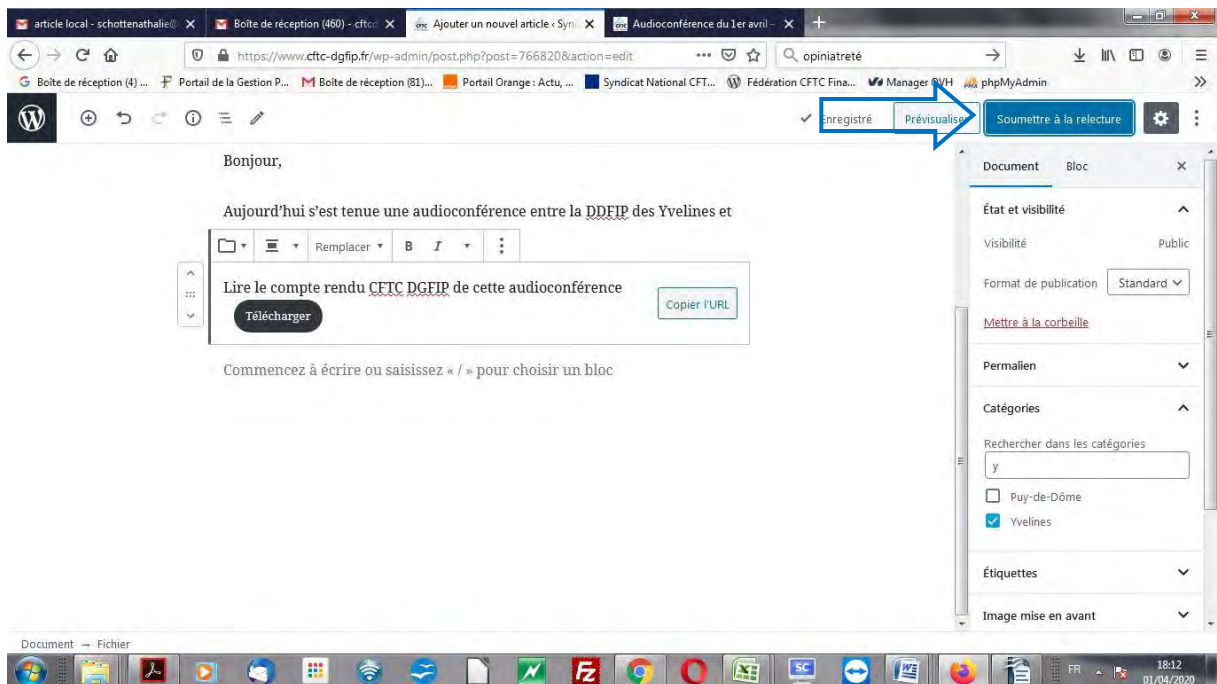 article local - schottenathalie@
Boîte de réception (460) - cftcd
Ajouter un nouvel article ‹ Syn
Audioconférence du 1er avril –
https://www.cftc-dgfip.fr/wp-admin/post.php?post=766820&action=edit
opiniatreté
Boîte de réception (4) ...
Portail de la Gestion P...
Boîte de réception (81)...
Portail Orange : Actu, ...
Syndicat National CFT...
Fédération CFTC Fina...
Manager OVH
phpMyAdmin
Enregistré
Prévisualiser
Soumettre à la relecture
Bonjour,
Aujourd’hui s’est tenue une audioconférence entre la DDFIP des Yvelines et
Remplacer
B I
Lire le compte rendu CFTC DGFIP de cette audioconférence
Télécharger
Copier l’URL
Commencez à écrire ou saisissez « / » pour choisir un bloc
Document Bloc
État et visibilité
Visibilité Public
Format de publication Standard
Mettre à la corbeille
Permalien
Catégories
Rechercher dans les catégories
y
Puy-de-Dôme
Yvelines
Étiquettes
Image mise en avant
Document → Fichier
FR
18:12
01/04/2020